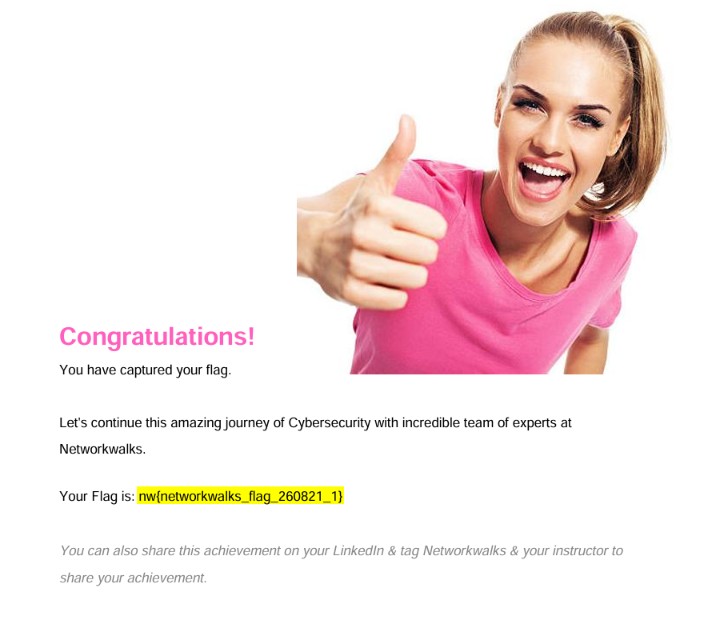 Congratulations!
You have captured your flag.
Let's continue this amazing journey of Cybersecurity with incredible team of experts at
Networkwalks.
Your Flag is: nw{networkwalks_flag_260821_1}
You can also share this achievement on your LinkedIn & tag Networkwalks & your instructor to
share your achievement.